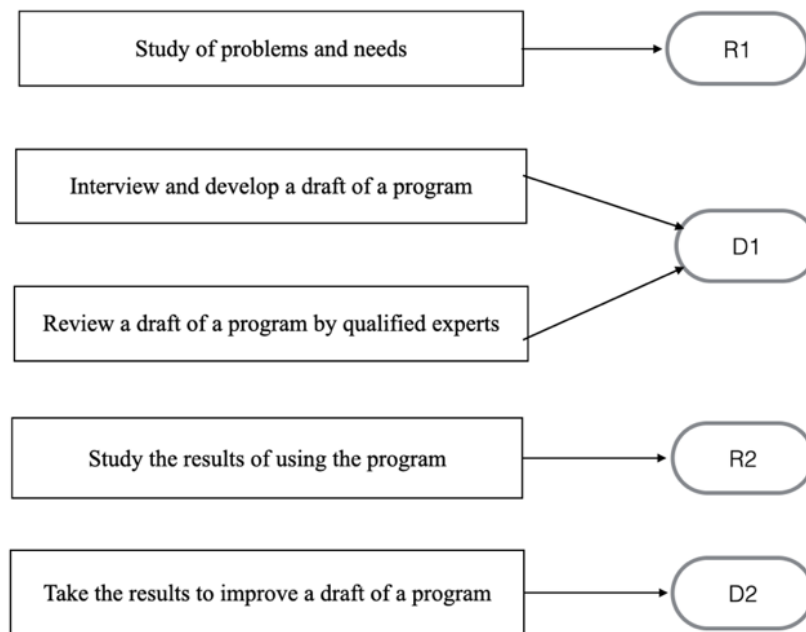 Study of problems and needs
R1
Interview and develop a draft of a program
D1
Review a draft of a program by qualified experts
Study the results of using the program
R2
Take the results to improve a draft of a program
D2